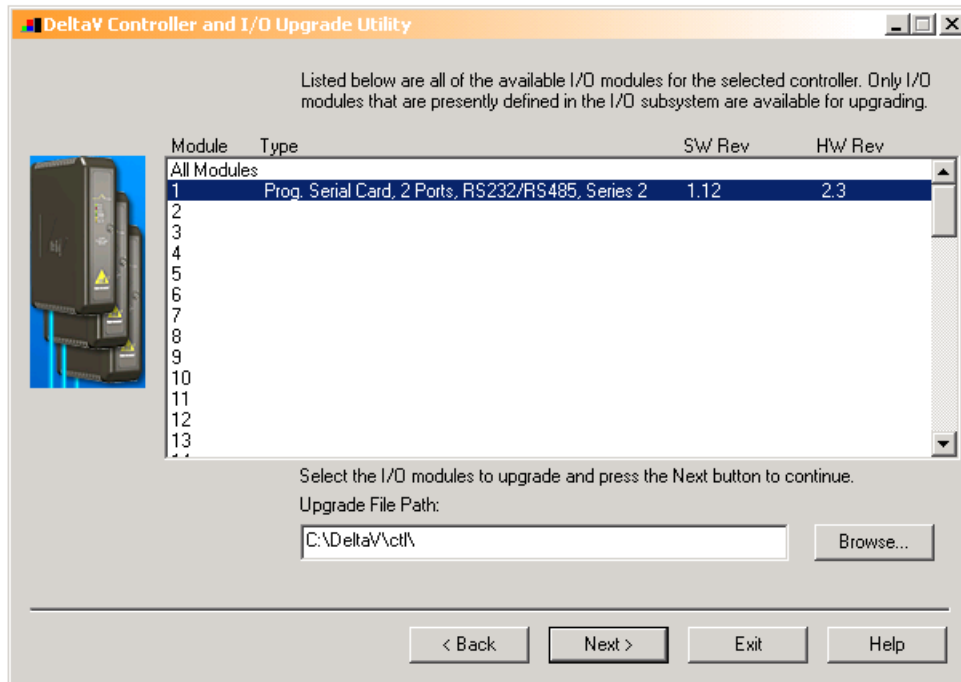 DeltaV Controller and I/O Upgrade Utility
Listed below are all of the available I/O modules for the selected controller. Only I/O
modules that are presently defined in the I/O subsystem are available for upgrading.
Module Type SW Rev HW Rev
All Modules
1 Prog. Serial Card, 2 Ports, RS232/RS485, Series 2 1.12 2.3
2
3
4
5
6
7
8
9
10
11
12
13
Select the I/O modules to upgrade and press the Next button to continue.
Upgrade File Path:
C:\DeltaV\ctl\
Browse...
< Back Next > Exit Help